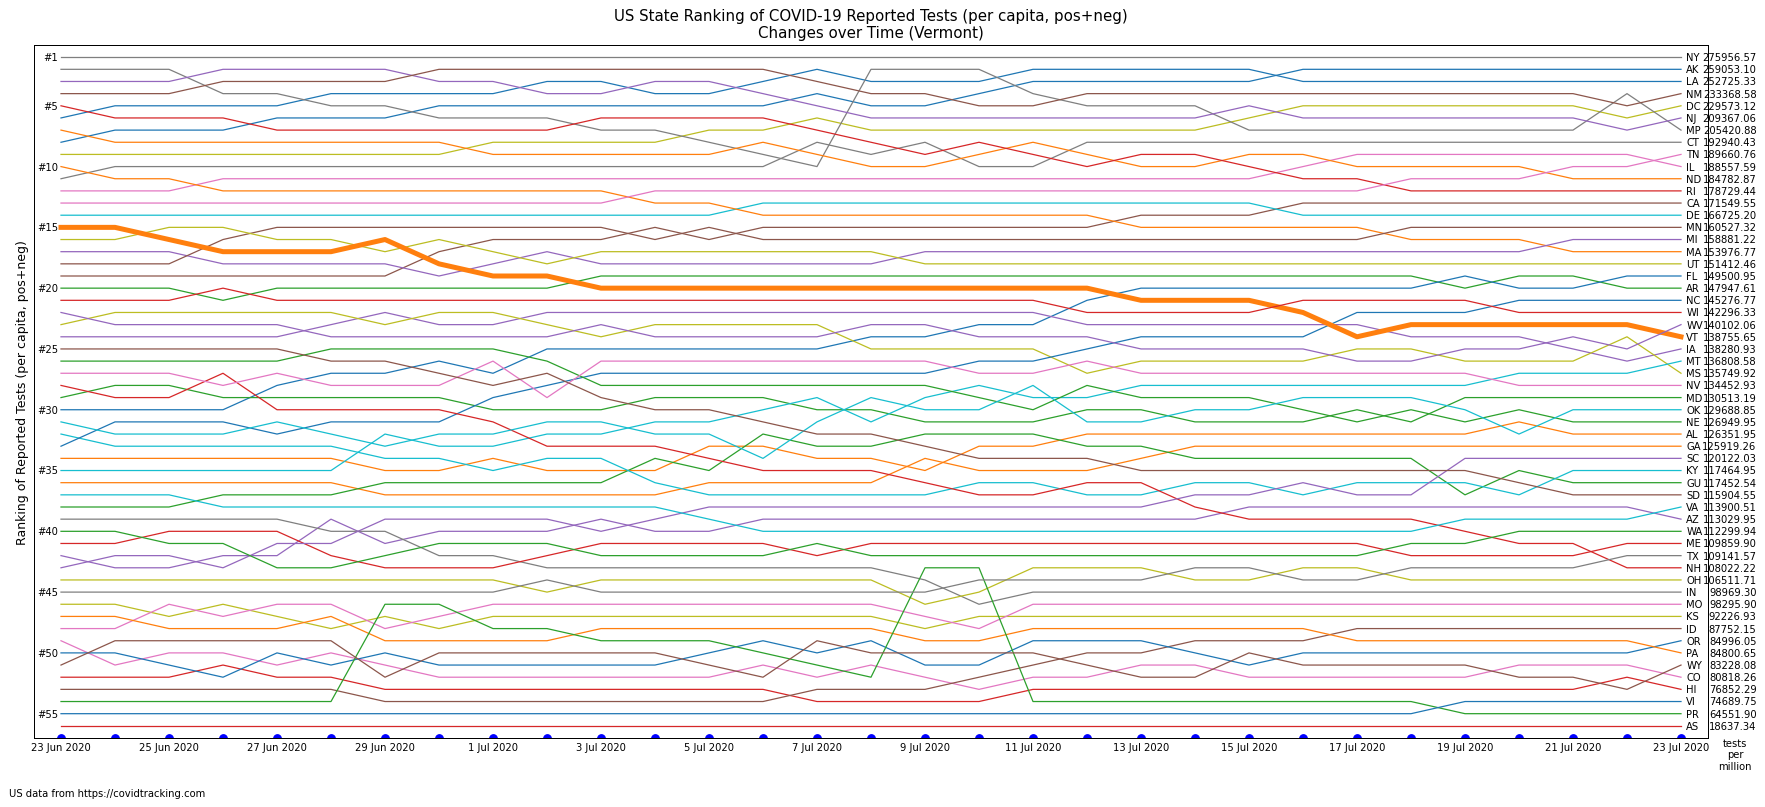 US State Ranking of COVID-19 Reported Tests (per capita, pos+neg)
Changes over Time (Vermont)
Ranking of Reported Tests (per capita, pos+neg)
#1
#5
#10
#15
#20
#25
#30
#35
#40
#45
#50
#55
NY 275956.57
AK 259053.10
LA 252725.33
NM 233368.58
DC 229573.12
NJ 209367.06
MP 205420.88
CT 192940.43
TN 189660.76
IL 188557.59
ND 184782.87
RI 178729.44
CA 171549.55
DE 166725.20
MN 160527.32
MI 158881.22
MA 153976.77
UT 151412.46
FL 149500.95
AR 147947.61
NC 145276.77
WI 142296.33
WV 140102.06
VT 138755.65
IA 138280.93
MT 136808.58
MS 135749.92
NV 134452.93
MD 130513.19
OK 129688.85
NE 126949.95
AL 126351.95
GA 125919.26
SC 120122.03
KY 117464.95
GU 117452.54
SD 115904.55
VA 113900.51
AZ 113029.95
WA 112299.94
ME 109859.90
TX 109141.57
NH 108022.22
OH 106511.71
IN 98969.30
MO 98295.90
KS 92226.93
ID 87752.15
OR 84996.05
PA 84800.65
WY 83228.08
CO 80818.26
HI 76852.29
VI 74689.75
PR 64551.90
AS 18637.34
23 Jun 2020 25 Jun 2020 27 Jun 2020 29 Jun 2020 1 Jul 2020 3 Jul 2020 5 Jul 2020 7 Jul 2020 9 Jul 2020 11 Jul 2020 13 Jul 2020 15 Jul 2020 17 Jul 2020 19 Jul 2020 21 Jul 2020 23 Jul 2020
tests
per
million
US data from https://covidtracking.com